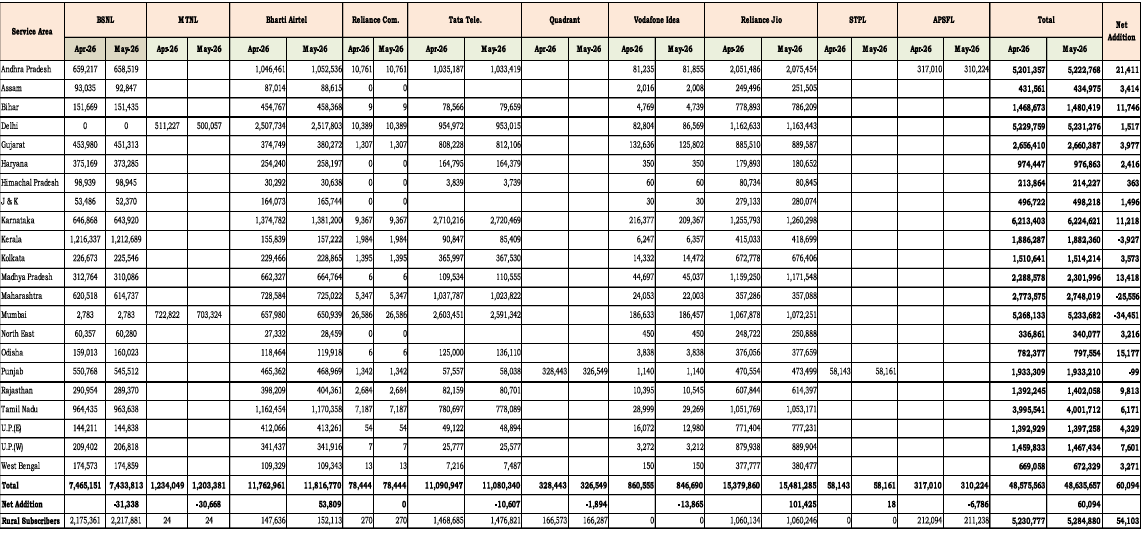 Service Area BSNL MTNL Bharti Airtel Reliance Com. Tata Tele. Quadrant Vodafone Idea Reliance Jio STPL APSFL Total Net Addition
Apr-26 May-26 Apr-26 May-26 Apr-26 May-26 Apr-26 May-26 Apr-26 May-26 Apr-26 May-26 Apr-26 May-26 Apr-26 May-26 Apr-26 May-26 Apr-26 May-26 Apr-26 May-26
Andhra Pradesh 659,217 658,519 1,046,461 1,052,536 10,761 10,761 1,035,187 1,033,419 81,235 81,855 2,051,486 2,075,454 317,010 310,224 5,201,357 5,222,768 21,411
Assam 93,035 92,847 87,014 88,615 0 0 2,016 2,008 249,496 251,505 431,561 434,975 3,414
Bihar 151,669 151,435 454,767 458,368 9 9 78,566 79,659 4,769 4,739 778,893 786,209 1,468,673 1,480,419 11,746
Delhi 0 0 511,227 500,057 2,507,734 2,517,803 10,389 10,389 954,972 953,015 82,804 86,569 1,162,633 1,163,443 5,229,759 5,231,276 1,517
Gujarat 453,980 451,313 374,749 380,272 1,307 1,307 808,228 812,106 132,636 125,802 885,510 889,587 2,656,410 2,660,387 3,977
Haryana 375,169 373,285 254,240 258,197 0 0 164,795 164,379 350 350 179,893 180,652 974,447 976,863 2,416
Himachal Pradesh 98,939 98,945 30,292 30,638 0 0 3,839 3,739 60 60 80,734 80,845 213,864 214,227 363
J & K 53,486 52,370 164,073 165,744 0 0 30 30 279,133 280,074 496,722 498,218 1,496
Karnataka 646,868 643,920 1,374,782 1,381,200 9,367 9,367 2,710,216 2,720,469 216,377 209,367 1,255,793 1,260,298 6,213,403 6,224,621 11,218
Kerala 1,216,337 1,212,689 155,839 157,222 1,984 1,984 90,847 85,409 6,247 6,357 415,033 418,699 1,886,287 1,882,360 -3,927
Kolkata 226,673 225,546 229,466 228,865 1,395 1,395 365,997 367,530 14,332 14,472 672,778 676,406 1,510,641 1,514,214 3,573
Madhya Pradesh 312,764 310,086 662,327 664,764 6 6 109,534 110,555 44,697 45,037 1,159,250 1,171,548 2,288,578 2,301,996 13,418
Maharashtra 620,518 614,737 728,584 725,022 5,347 5,347 1,037,787 1,023,822 24,053 22,003 357,286 357,088 2,773,575 2,748,019 -25,556
Mumbai 2,783 2,783 722,822 703,324 657,980 650,939 26,586 26,586 2,603,451 2,591,342 186,633 186,457 1,067,878 1,072,251 5,268,133 5,233,682 -34,451
North East 60,357 60,280 27,332 28,459 0 0 450 450 248,722 250,888 336,861 340,077 3,216
Odisha 159,013 160,023 118,464 119,918 6 6 125,000 136,110 3,838 3,838 376,056 377,659 782,377 797,554 15,177
Punjab 550,768 545,512 465,362 468,969 1,342 1,342 57,557 58,038 328,443 326,549 1,140 1,140 470,554 473,499 58,143 58,161 1,933,309 1,933,210 -99
Rajasthan 290,954 289,370 398,209 404,361 2,684 2,684 82,159 80,701 10,395 10,545 607,844 614,397 1,392,245 1,402,058 9,813
Tamil Nadu 964,435 963,638 1,162,454 1,170,358 7,187 7,187 780,697 778,089 28,999 29,269 1,051,769 1,053,171 3,995,541 4,001,712 6,171
U.P.(E) 144,211 144,838 412,066 413,261 54 54 49,122 48,894 16,072 12,980 771,404 777,231 1,392,929 1,397,258 4,329
U.P.(W) 209,402 206,818 341,437 341,916 7 7 25,777 25,577 3,272 3,212 879,938 889,904 1,459,833 1,467,434 7,601
West Bengal 174,573 174,859 109,329 109,343 13 13 7,216 7,487 150 150 377,777 380,477 669,058 672,329 3,271
Total 7,465,151 7,433,813 1,234,049 1,203,381 11,762,961 11,816,770 78,444 78,444 11,090,947 11,080,340 328,443 326,549 860,555 846,690 15,379,860 15,481,285 58,143 58,161 317,010 310,224 48,575,563 48,635,657 60,094
Net Addition -31,338 -30,668 53,809 0 -10,607 -1,894 -13,865 101,425 18 -6,786 60,094
Rural Subscribers 2,175,361 2,217,881 24 24 147,636 152,113 270 270 1,468,685 1,476,821 166,573 166,287 0 0 1,060,134 1,060,246 0 0 212,094 211,238 5,230,777 5,284,880 54,103